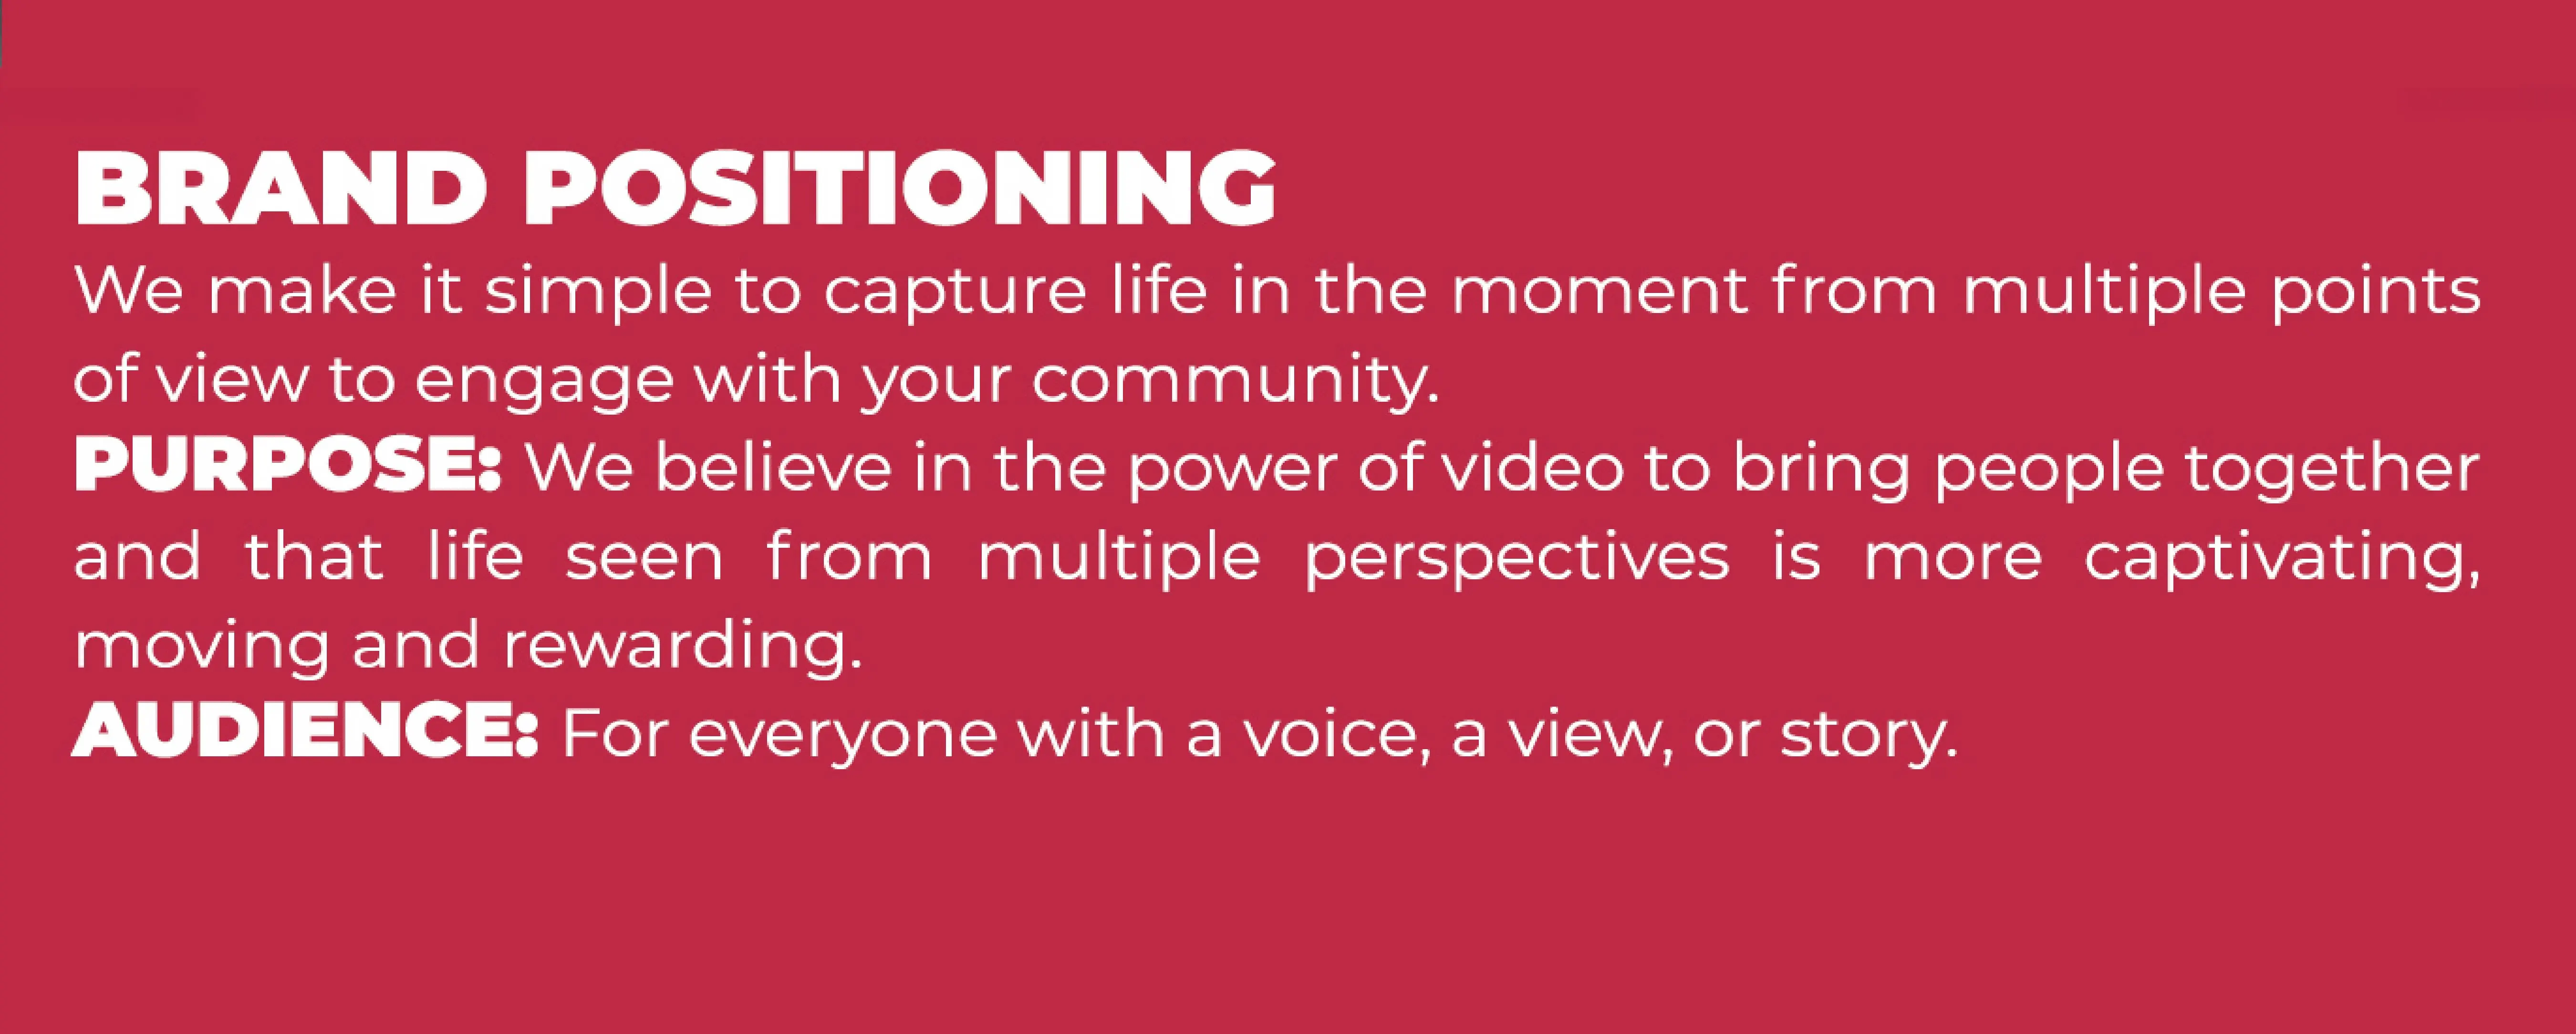 BRAND POSITIONING
We make it simple to capture life in the moment from multiple points
of view to engage with your community.
PURPOSE: We believe in the power of video to bring people together
and that life seen from multiple perspectives is more captivating,
moving and rewarding.
AUDIENCE: For everyone with a voice, a view, or story.